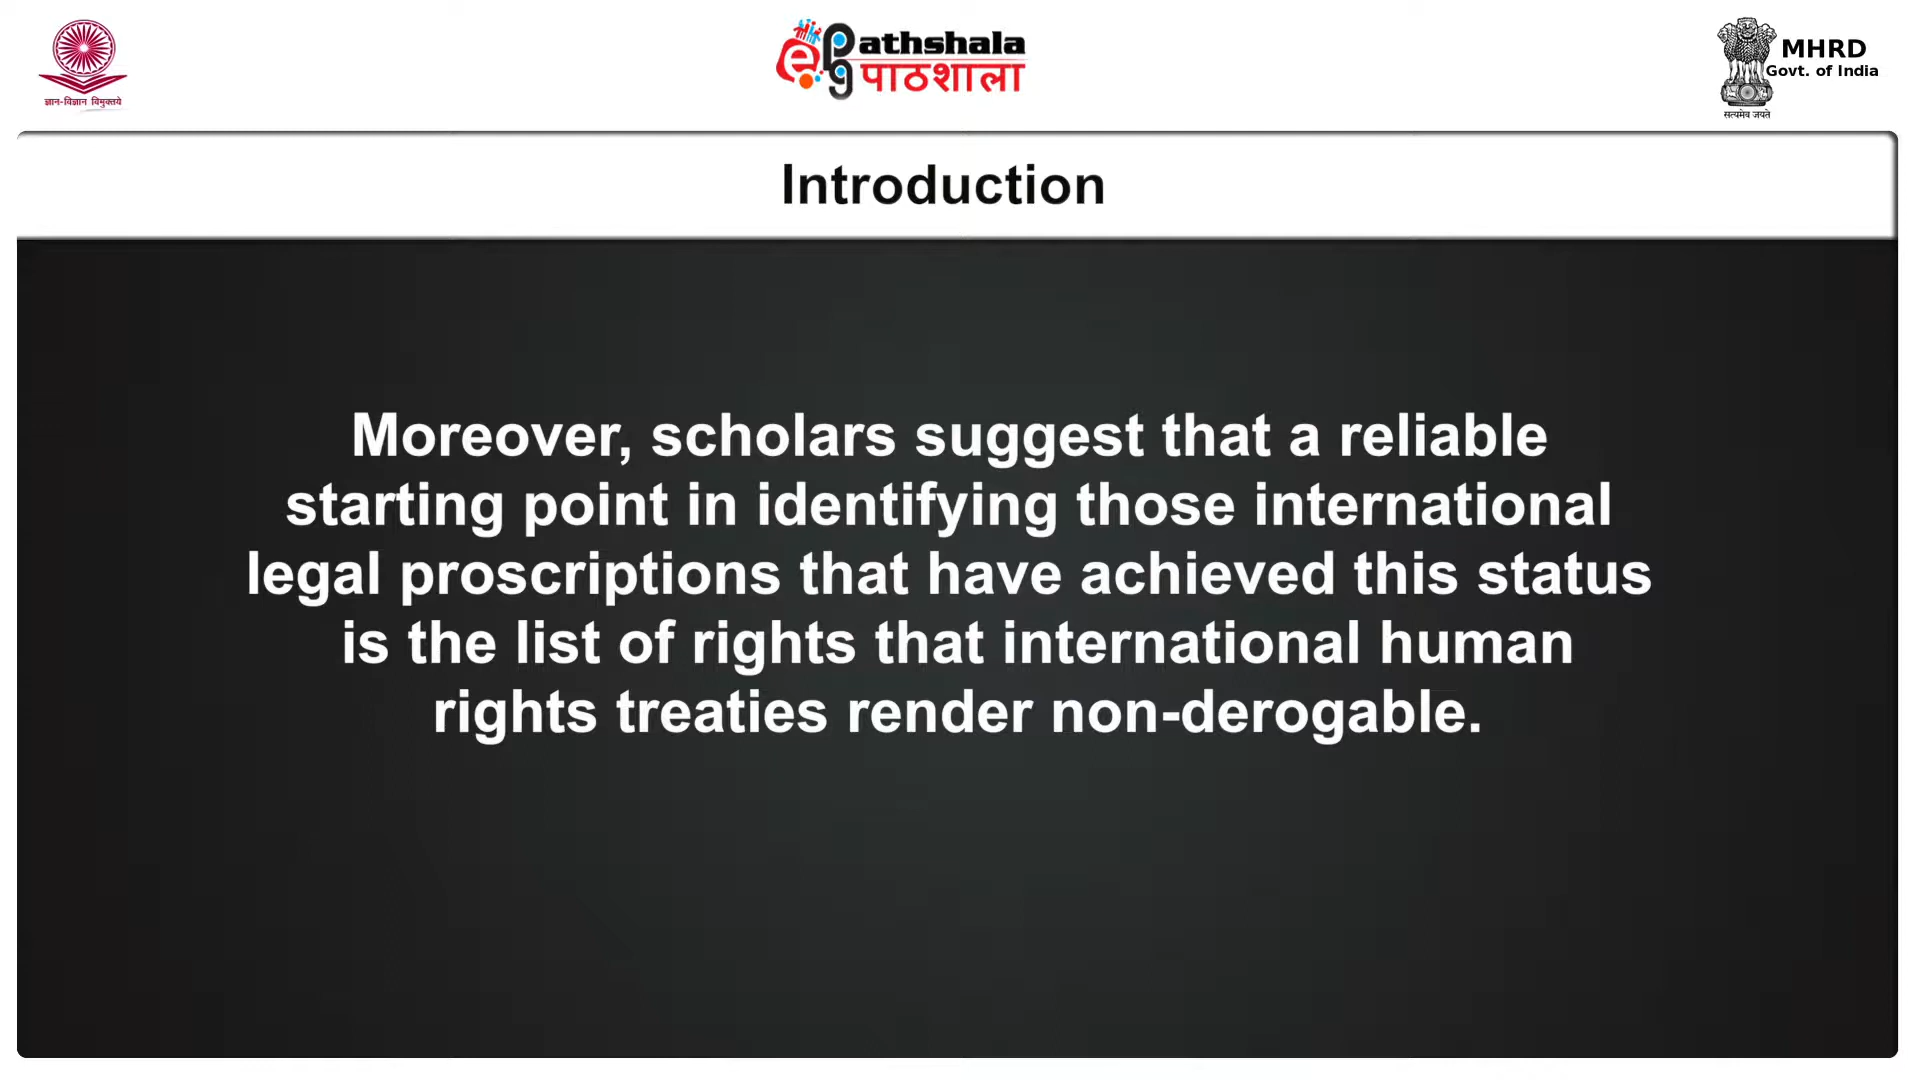 ज्ञान-विज्ञान विमुक्तये
e pg athshala
पाठशाला
MHRD
Govt. of India
सत्यमेव जयते
Introduction
Moreover, scholars suggest that a reliable
starting point in identifying those international
legal proscriptions that have achieved this status
is the list of rights that international human
rights treaties render non-derogable.